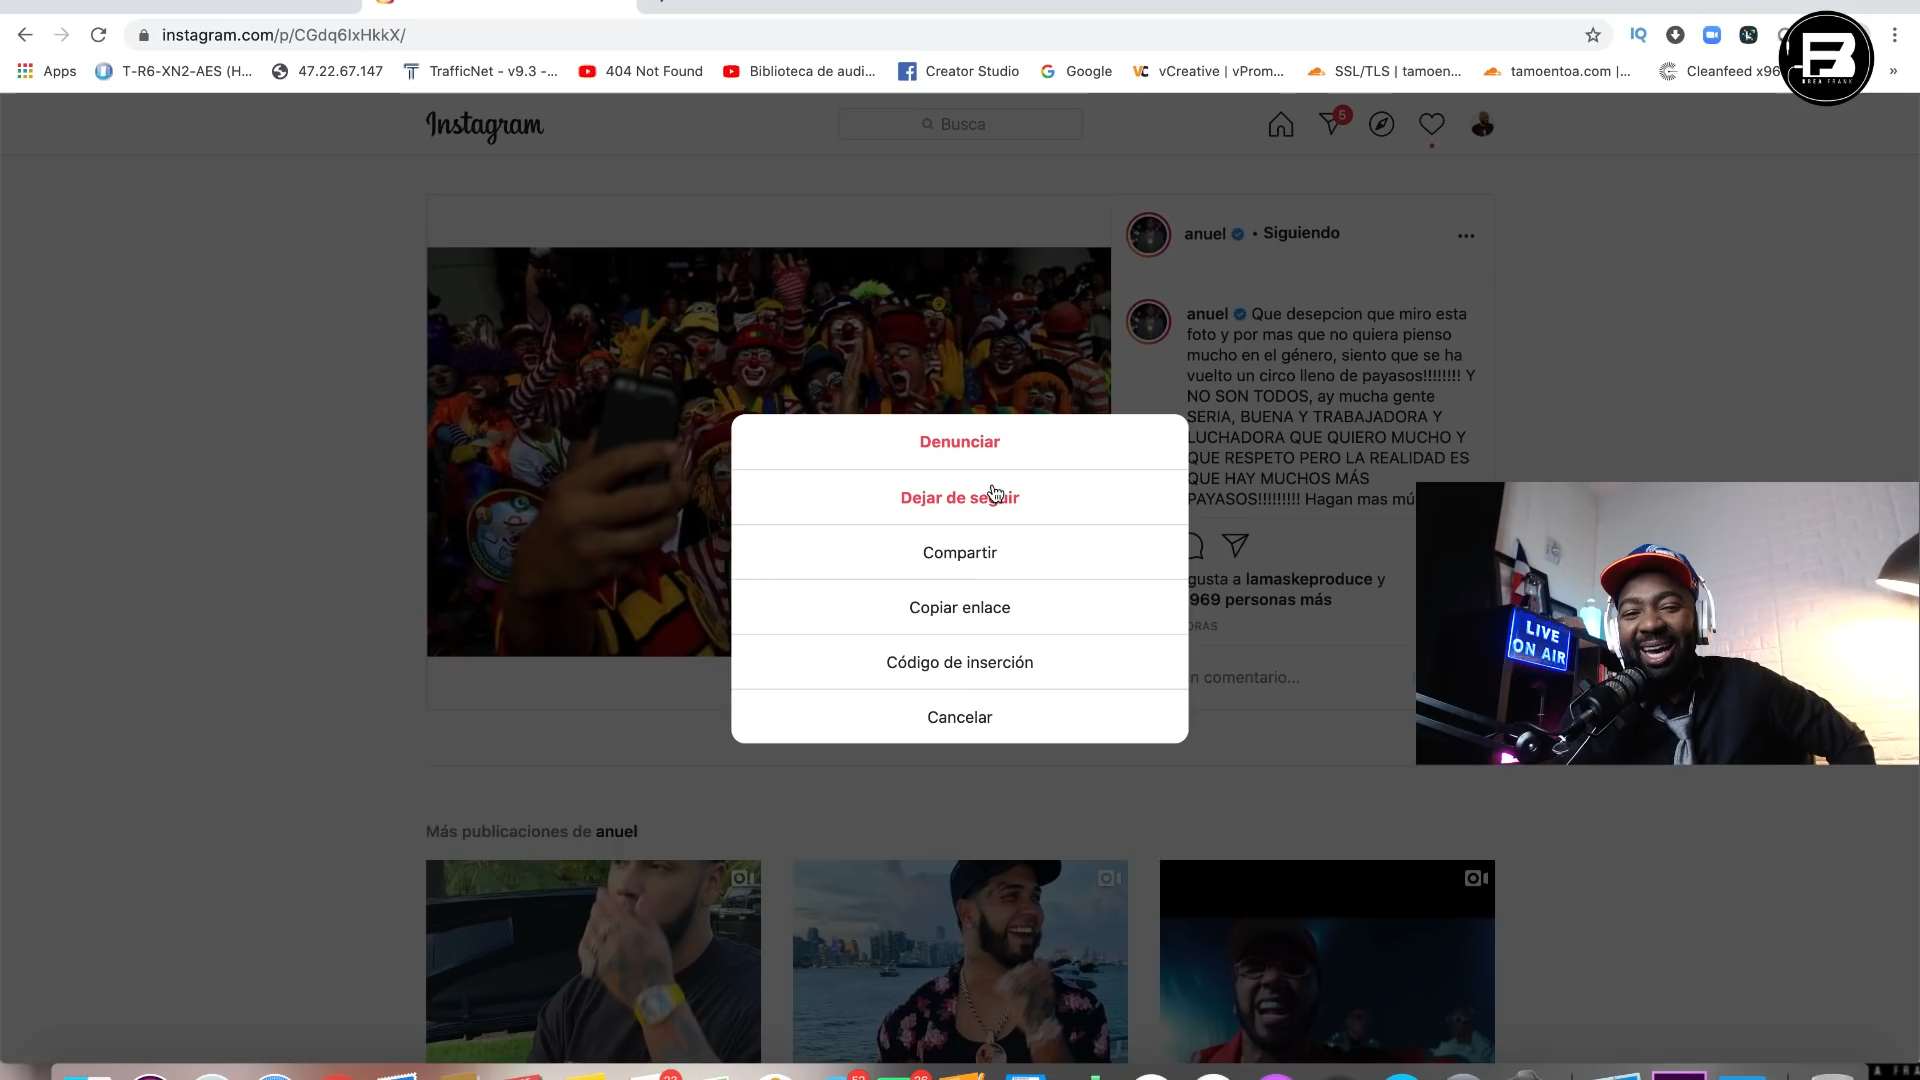 instagram.com/p/CGdq6IxHkkX/
IQ
Apps
T-R6-XN2-AES (H...
47.22.67.147
TrafficNet - v9.3 -...
404 Not Found
Biblioteca de audi...
Creator Studio
Google
vCreative | vProm...
SSL/TLS | tamoen...
tamoentoa.com |...
Cleanfeed x96
»
Instagram
Busca
5
anuel • Siguiendo
anuel Que desepcion que miro esta
foto y por mas que no quiera pienso
mucho en el género, siento que se ha
vuelto un circo lleno de payasos!!!!!!!! Y
NO SON TODOS, ay mucha gente
SERIA, BUENA Y TRABAJADORA Y
LUCHADORA QUE QUIERO MUCHO Y
QUE RESPETO PERO LA REALIDAD ES
QUE HAY MUCHOS MÁS
PAYASOS!!!!!!!!! Hagan mas mú
gusta a lamaskeproduce y
969 personas más
ORAS
n comentario...
Denunciar
Dejar de seguir
Compartir
Copiar enlace
Código de inserción
Cancelar
LIVE
ON AIR
Más publicaciones de anuel